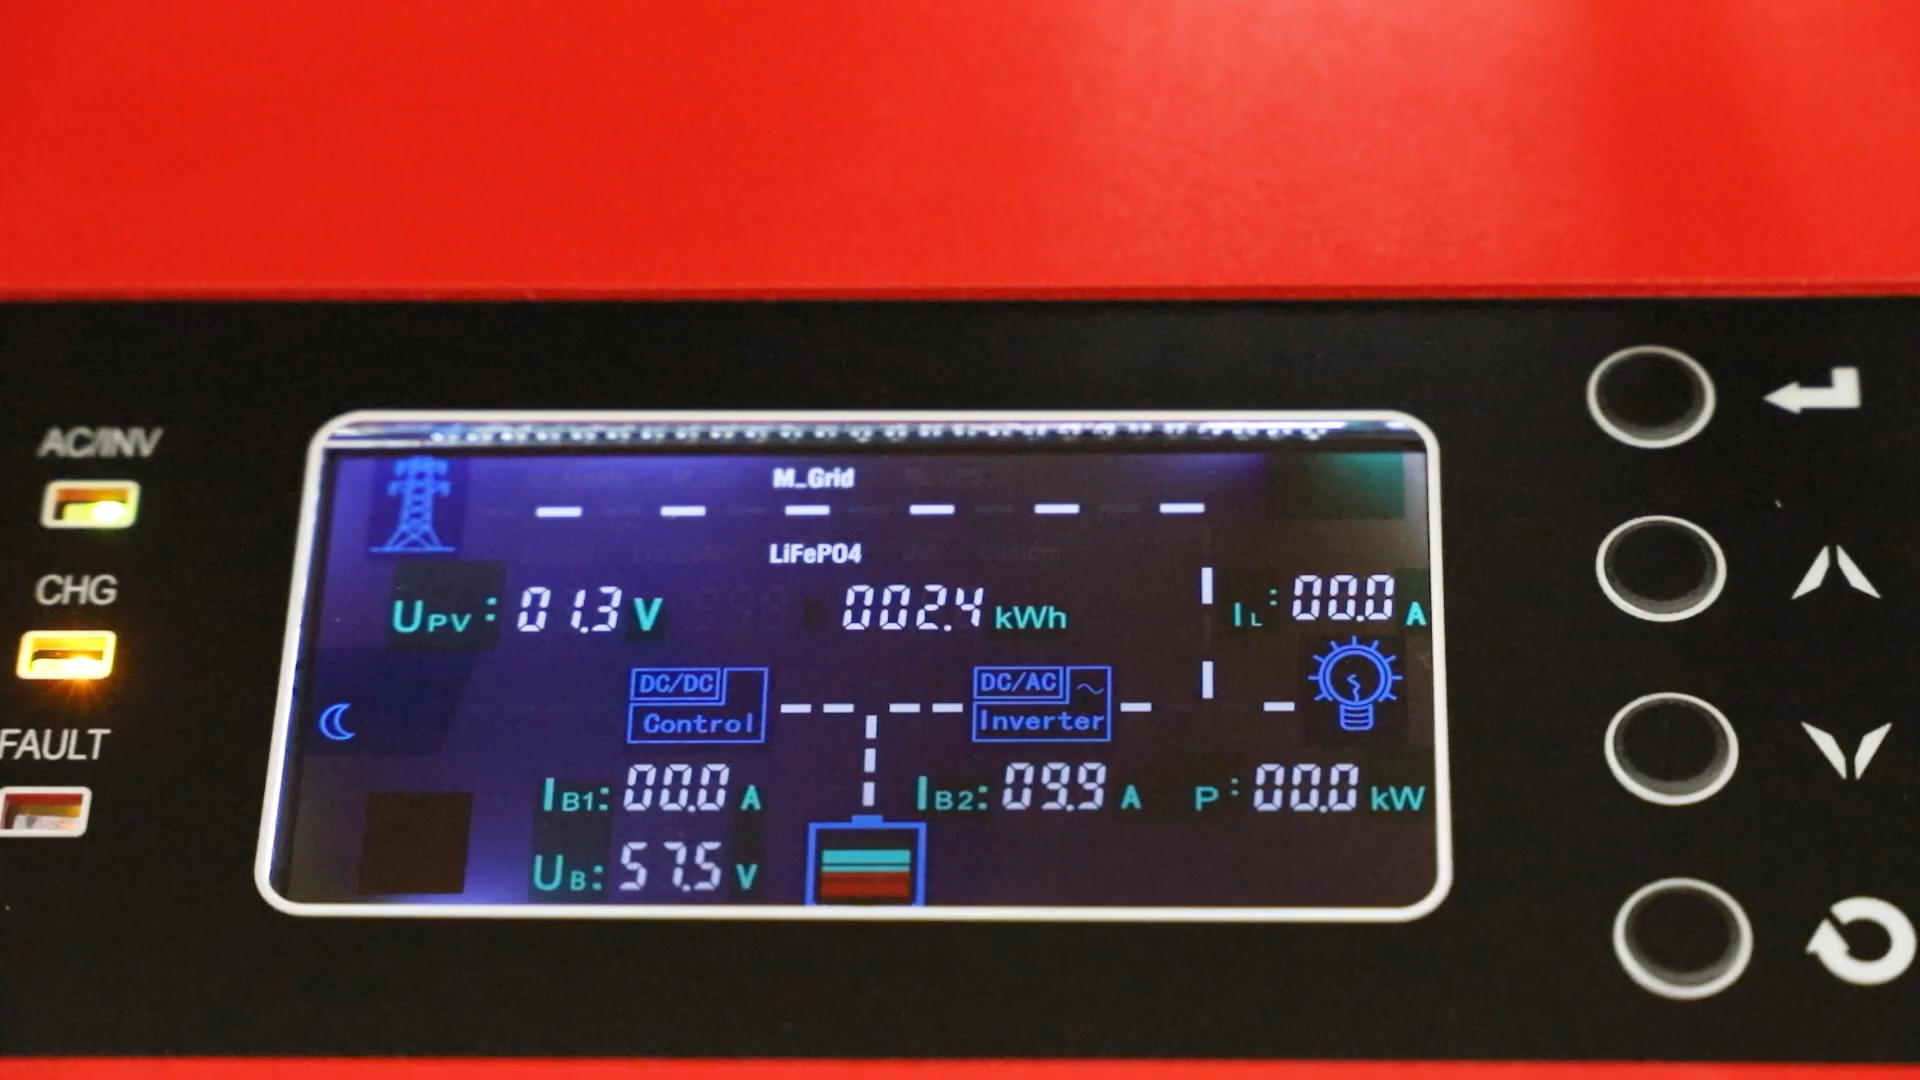 AC/INV
CHG
FAULT
M_Grid
LiFePO4
UPV: 01.3 V 002.4 kWh IL: 00.0 A
DC/DC
Control
DC/AC
Inverter
IB1: 00.0 A IB2: 09.9 A P: 00.0 kW
UB: 57.5 V